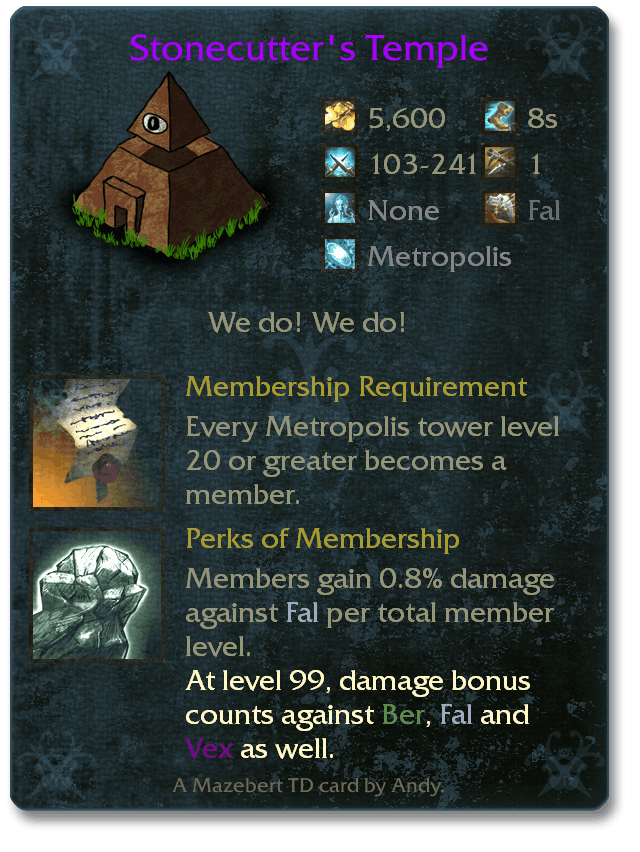 Stonecutter's Temple
5,600 8s
103-241 1
None Fal
Metropolis
We do! We do!
Membership Requirement
Every Metropolis tower level
20 or greater becomes a
member.
Perks of Membership
Members gain 0.8% damage
against Fal per total member
level.
At level 99, damage bonus
counts against Ber, Fal and
Vex as well.
A Mazebert TD card by Andy.